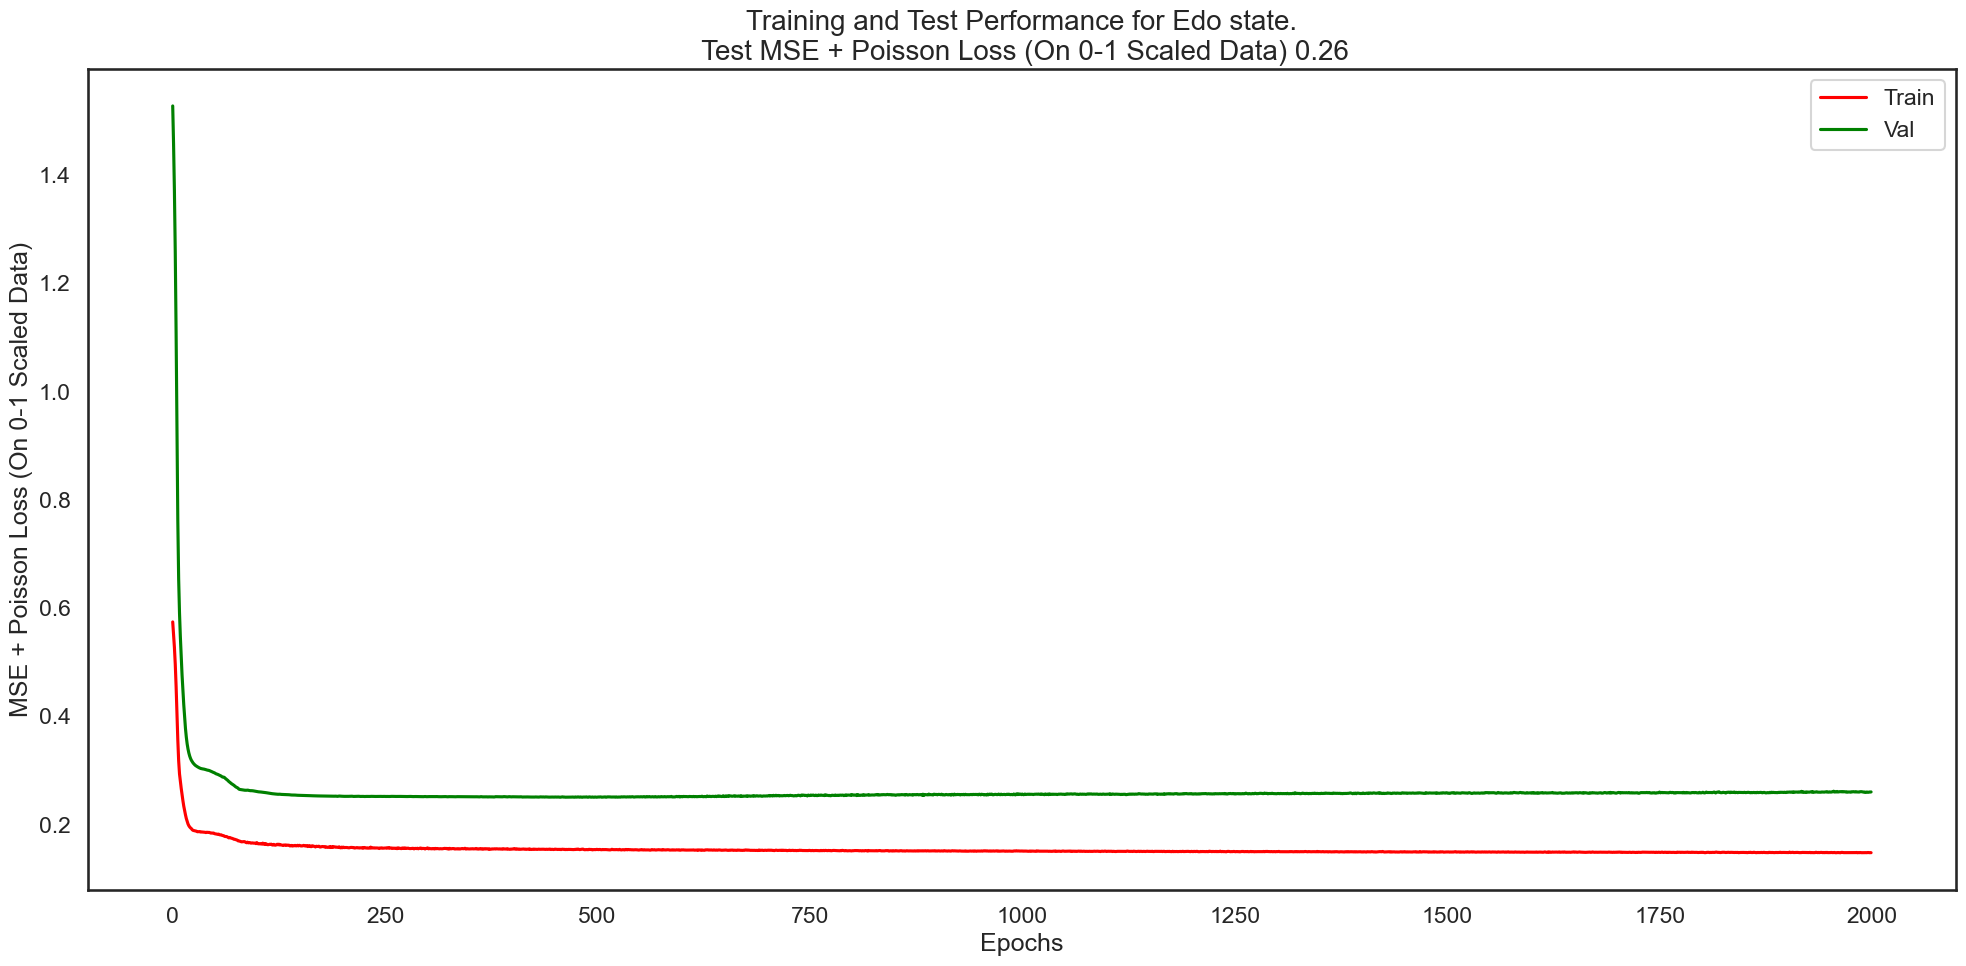 Training and Test Performance for Edo state.
Test MSE + Poisson Loss (On 0-1 Scaled Data) 0.26
Train
Val
MSE + Poisson Loss (On 0-1 Scaled Data)
1.4
1.2
1.0
0.8
0.6
0.4
0.2
0
250
500
750
1000
1250
1500
1750
2000
Epochs